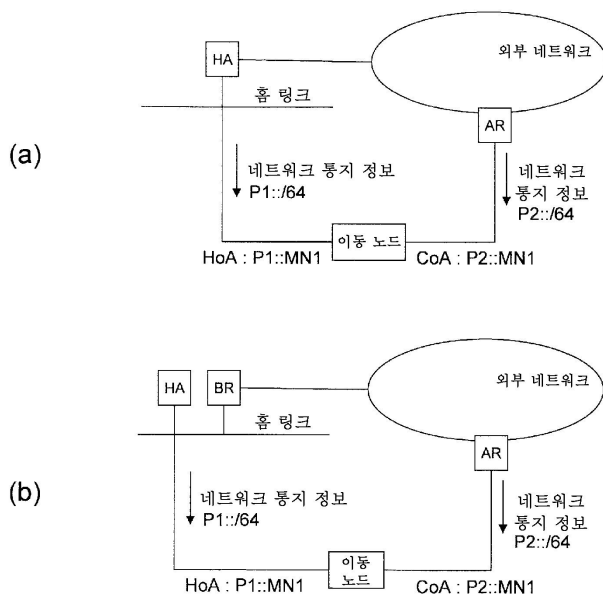 외부 네트워크
HA
홈 링크
AR
(a)
네트워크 통지 정보
P1::/64
네트워크
통지 정보
P2::/64
이동 노드
HoA : P1::MN1
CoA : P2::MN1
외부 네트워크
HA
BR
홈 링크
AR
(b)
네트워크 통지 정보
P1::/64
네트워크
통지 정보
P2::/64
이동
노드
HoA : P1::MN1
CoA : P2::MN1